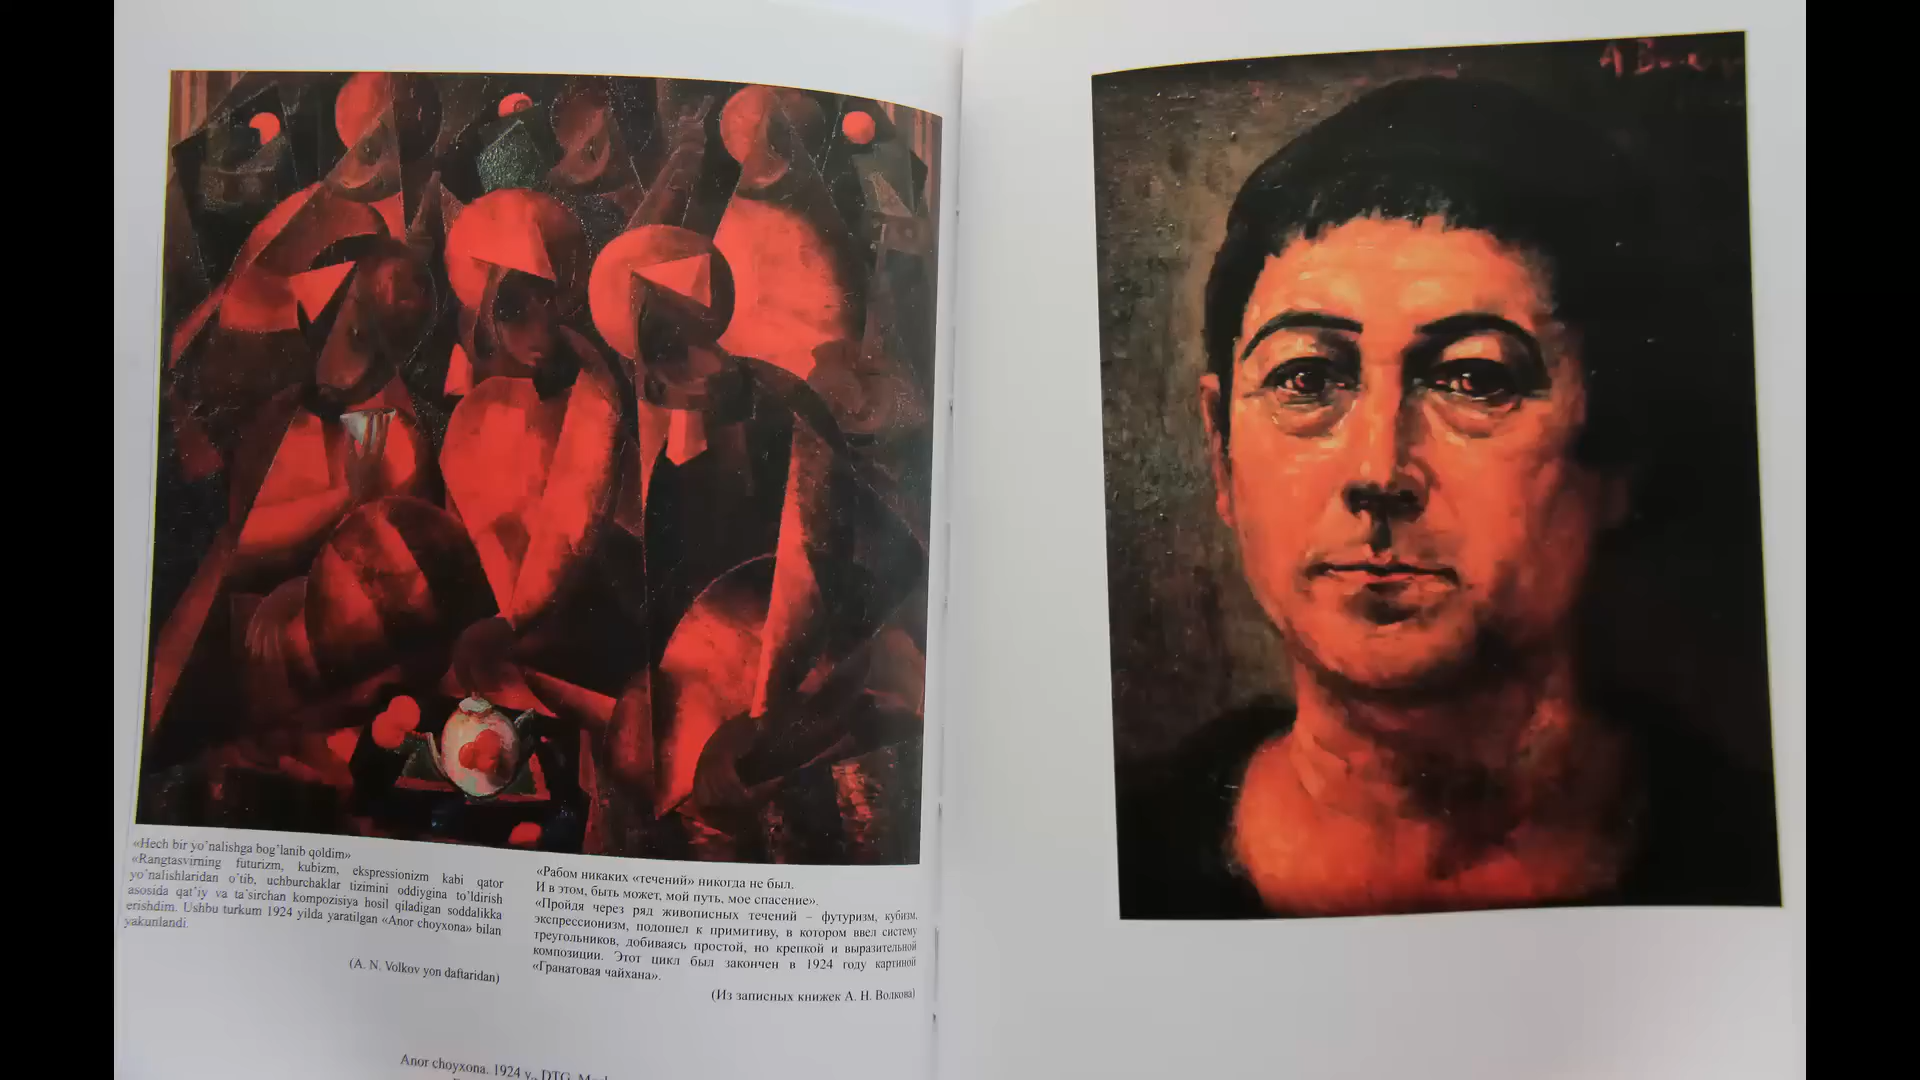 «Hech bir yo’nalishga bog’lanib qoldim»
«Rangtasvirning futurizm, kubizm, ekspressionizm kabi qator
yo’nalishlaridan o’tib, uchburchaklar tizimini oddiygina to’ldirish
asosida qat’iy va ta’sirchan kompozisiya hosil qiladigan soddalikka
erishdim. Ushbu turkum 1924 yilda yaratilgan «Anor choyxona» bilan
yakunlandi.
(A. N. Volkov yon daftaridan)
«Рабом никаких «течений» никогда не был.
И в этом, быть может, мой путь, мое спасение».
«Пройдя через ряд живописных течений – футуризм, кубизм,
экспрессионизм, подошел к примитиву, в котором ввел систему
треугольников, добиваясь простой, но крепкой и выразительной
композиции. Этот цикл был закончен в 1924 году картиной
«Гранатовая чайхана».
(Из записных книжек А. Н. Волкова)
Anor choyxona. 1924 y., DTG,